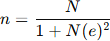 n = N / 1 + N(e)²